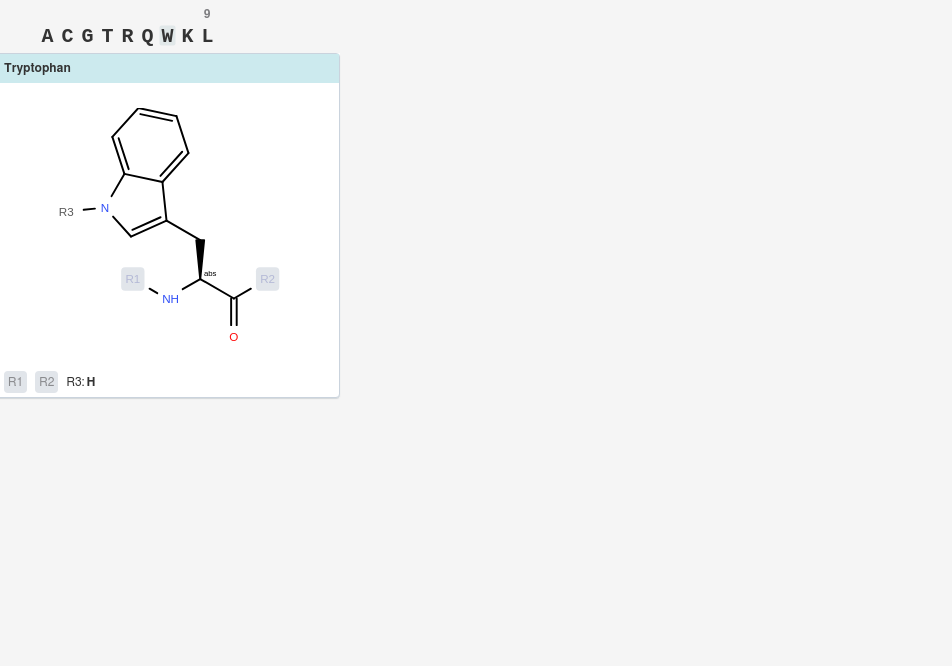 9
A C G T R Q W K L
Tryptophan
R3 N
abs
R1 R2
NH
O
R1 R2 R3: H